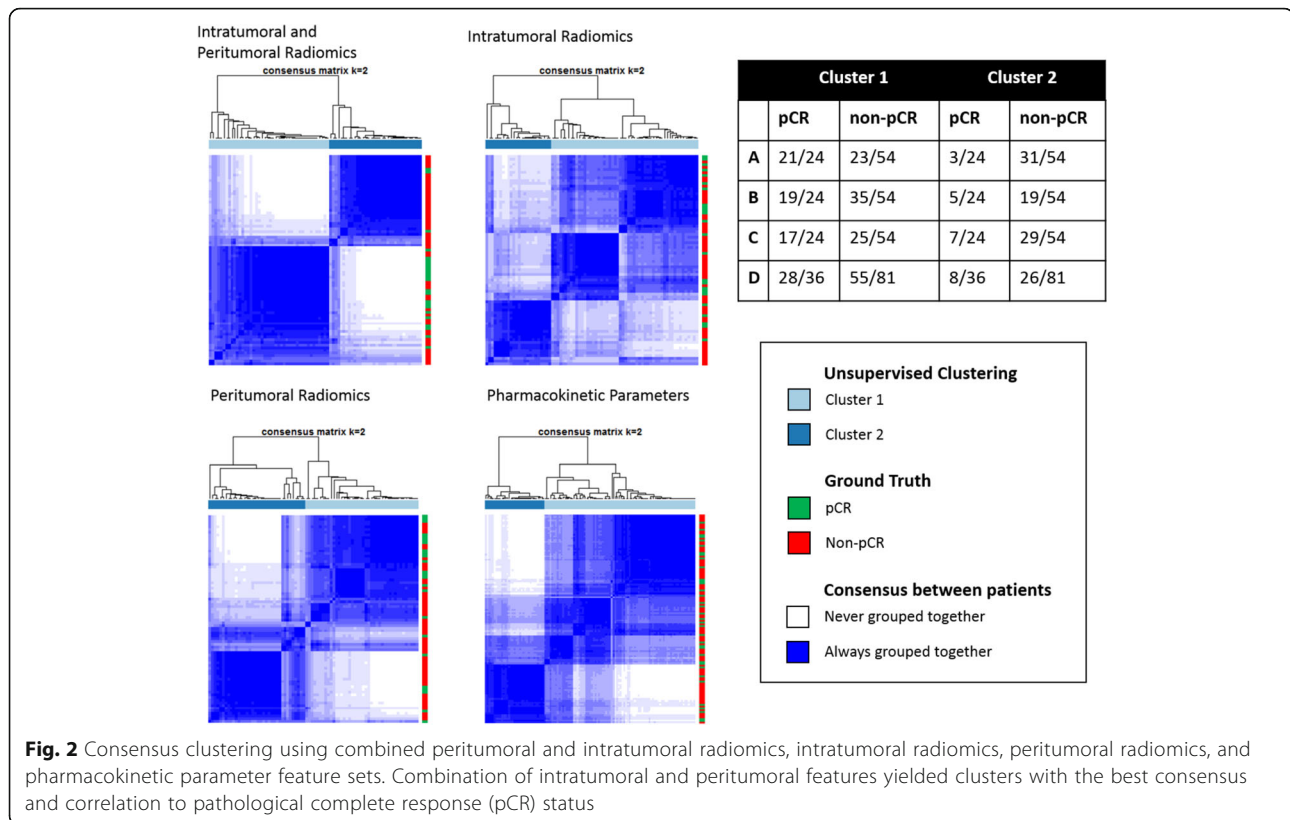 Intratumoral and
Peritumoral Radiomics
consensus matrix k=2
Intratumoral Radiomics
consensus matrix k=2
Peritumoral Radiomics
consensus matrix k=2
Pharmacokinetic Parameters
consensus matrix k=2
Cluster 1 Cluster 2
pCR non-pCR pCR non-pCR
A 21/24 23/54 3/24 31/54
B 19/24 35/54 5/24 19/54
C 17/24 25/54 7/24 29/54
D 28/36 55/81 8/36 26/81
Unsupervised Clustering
Cluster 1
Cluster 2
Ground Truth
pCR
Non-pCR
Consensus between patients
Never grouped together
Always grouped together
Fig. 2 Consensus clustering using combined peritumoral and intratumoral radiomics, intratumoral radiomics, peritumoral radiomics, and
pharmacokinetic parameter feature sets. Combination of intratumoral and peritumoral features yielded clusters with the best consensus
and correlation to pathological complete response (pCR) status